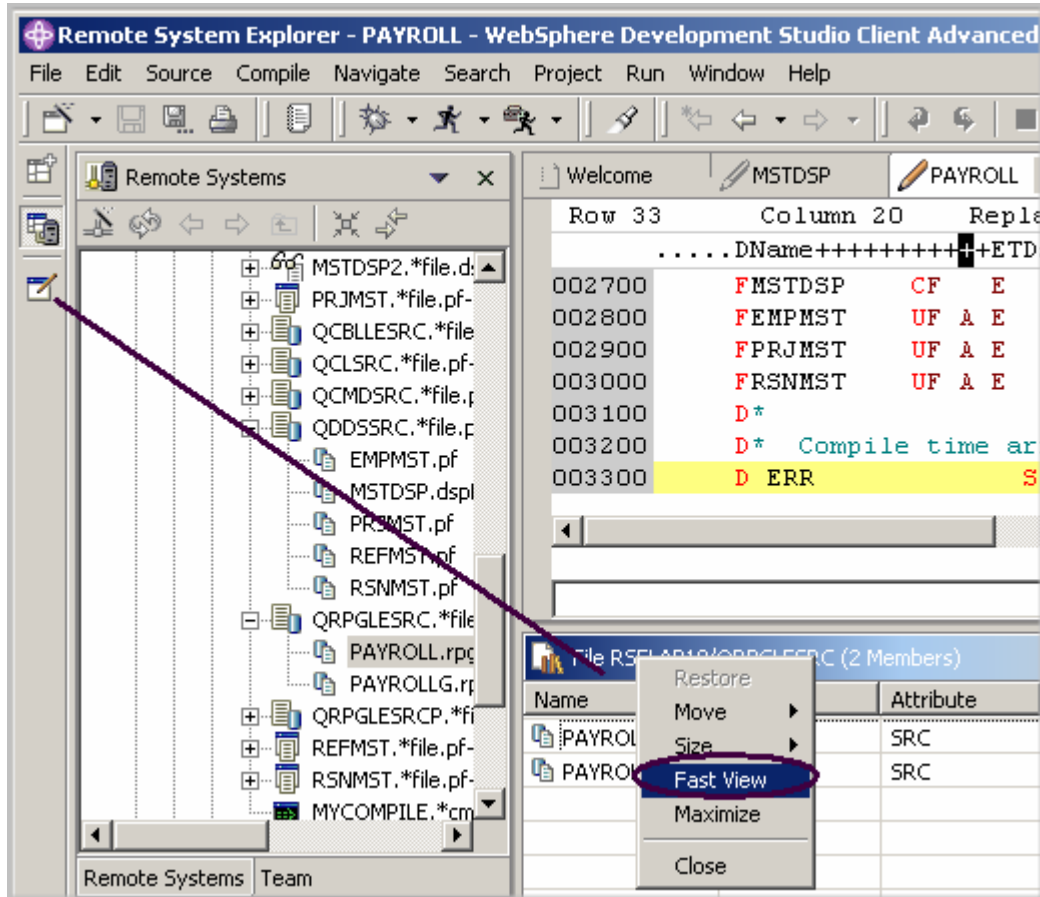 Remote System Explorer - PAYROLL - WebSphere Development Studio Client Advanced
File Edit Source Compile Navigate Search Project Run Window Help
Remote Systems
Welcome MSTDSP PAYROLL
Row 33 Column 20 Repla
.....DName+++++++++++ETD
MSTDSP2.*file.d
PRJMST.*file.pf-
QCBLLESRC.*file
QCLSRC.*file.pf-
QCMDSRC.*file.p
QDDSSRC.*file.p
EMPMST.pf
MSTDSP.dspf
PRJMST.pf
REFMST.pf
RSNMST.pf
QRPGLESRC.*file
PAYROLL.rpg
PAYROLLG.rp
QRPGLESRCP.*fi
REFMST.*file.pf-
RSNMST.*file.pf-
MYCOMPILE.*cm
Remote Systems Team
002700 FMSTDSP CF E
002800 FEMPMST UF A E
002900 FPRJMST UF A E
003000 FRSNMST UF A E
003100 D*
003200 D* Compile time ar
003300 D ERR S
File (2 Members)
Name Attribute
PAYROL SRC
PAYROL SRC
Restore
Move
Size
Fast View
Maximize
Close